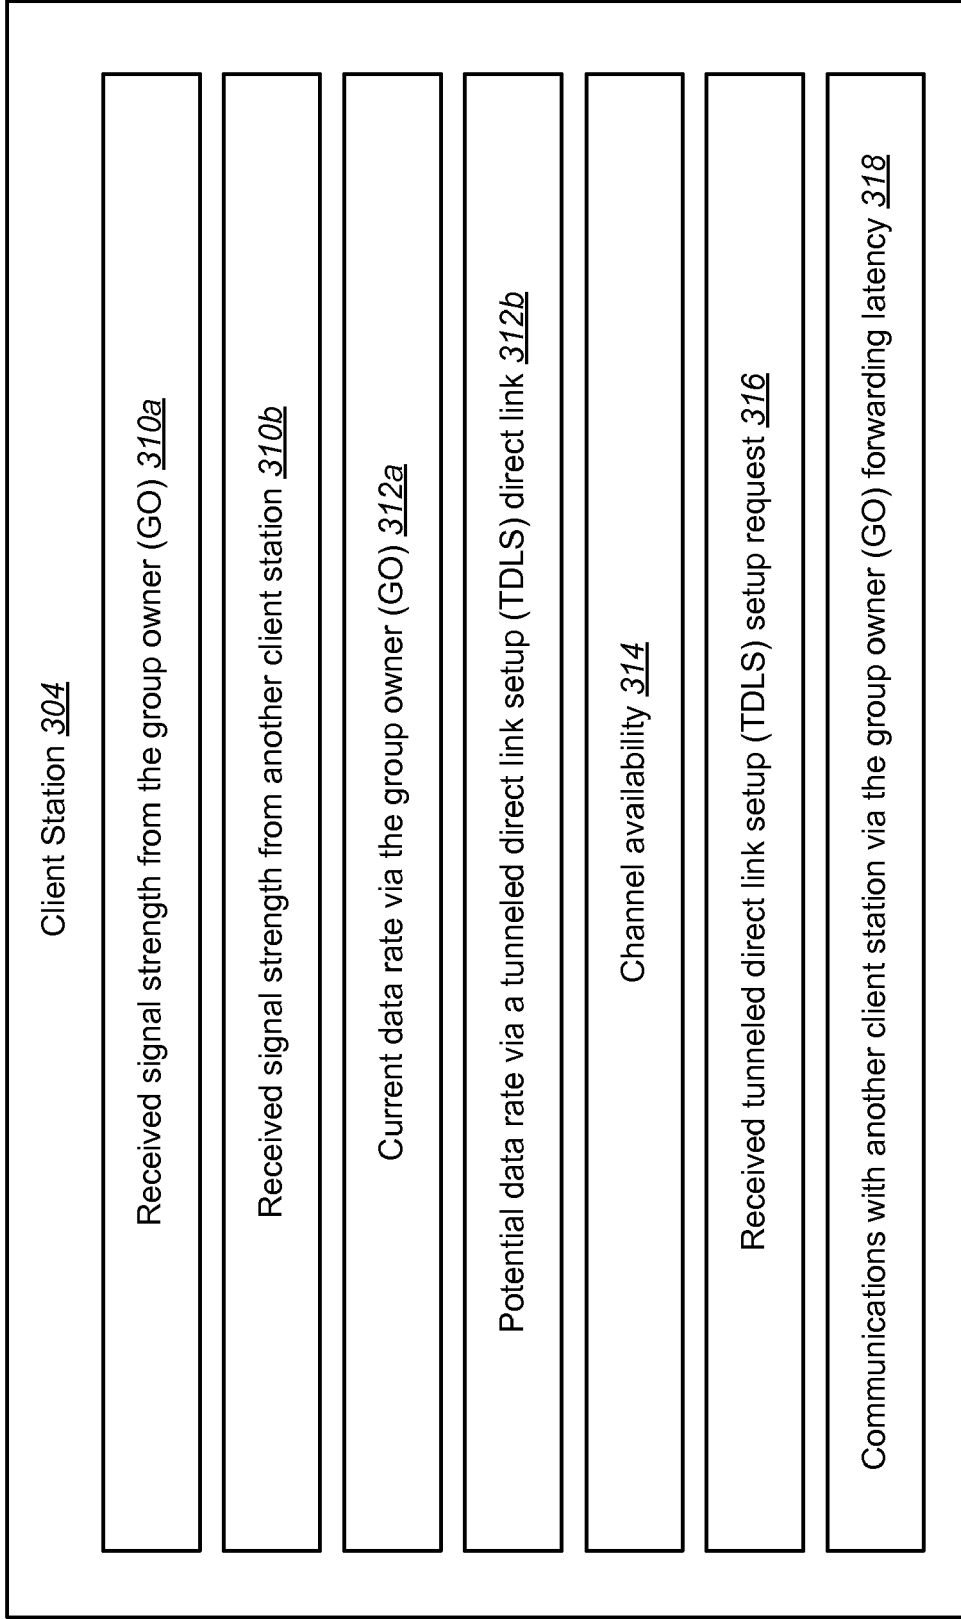 Client Station 304
Received signal strength from the group owner (GO) 310a
Received signal strength from another client station 310b
Current data rate via the group owner (GO) 312a
Potential data rate via a tunneled direct link setup (TDLS) direct link 312b
Channel availability 314
Received tunneled direct link setup (TDLS) setup request 316
Communications with another client station via the group owner (GO) forwarding latency 318